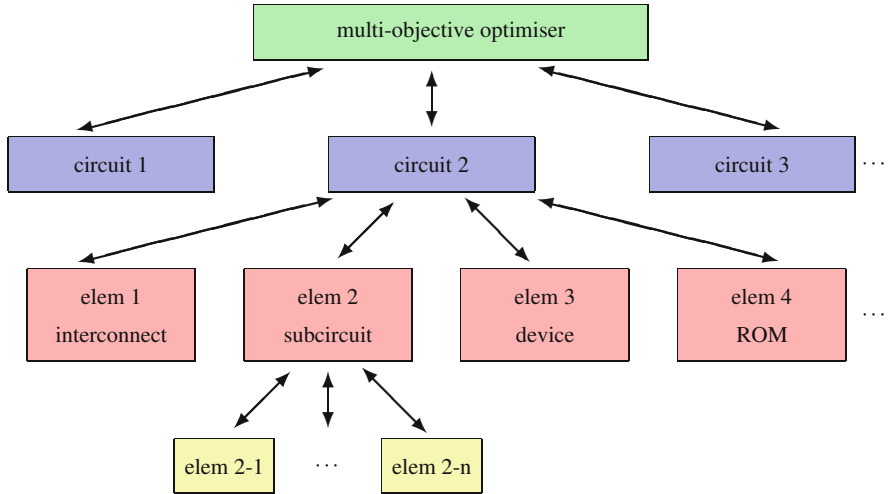 multi-objective optimiser
circuit 1
circuit 2
circuit 3
...
elem 1
interconnect
elem 2
subcircuit
elem 3
device
elem 4
ROM
...
elem 2-1
...
elem 2-n